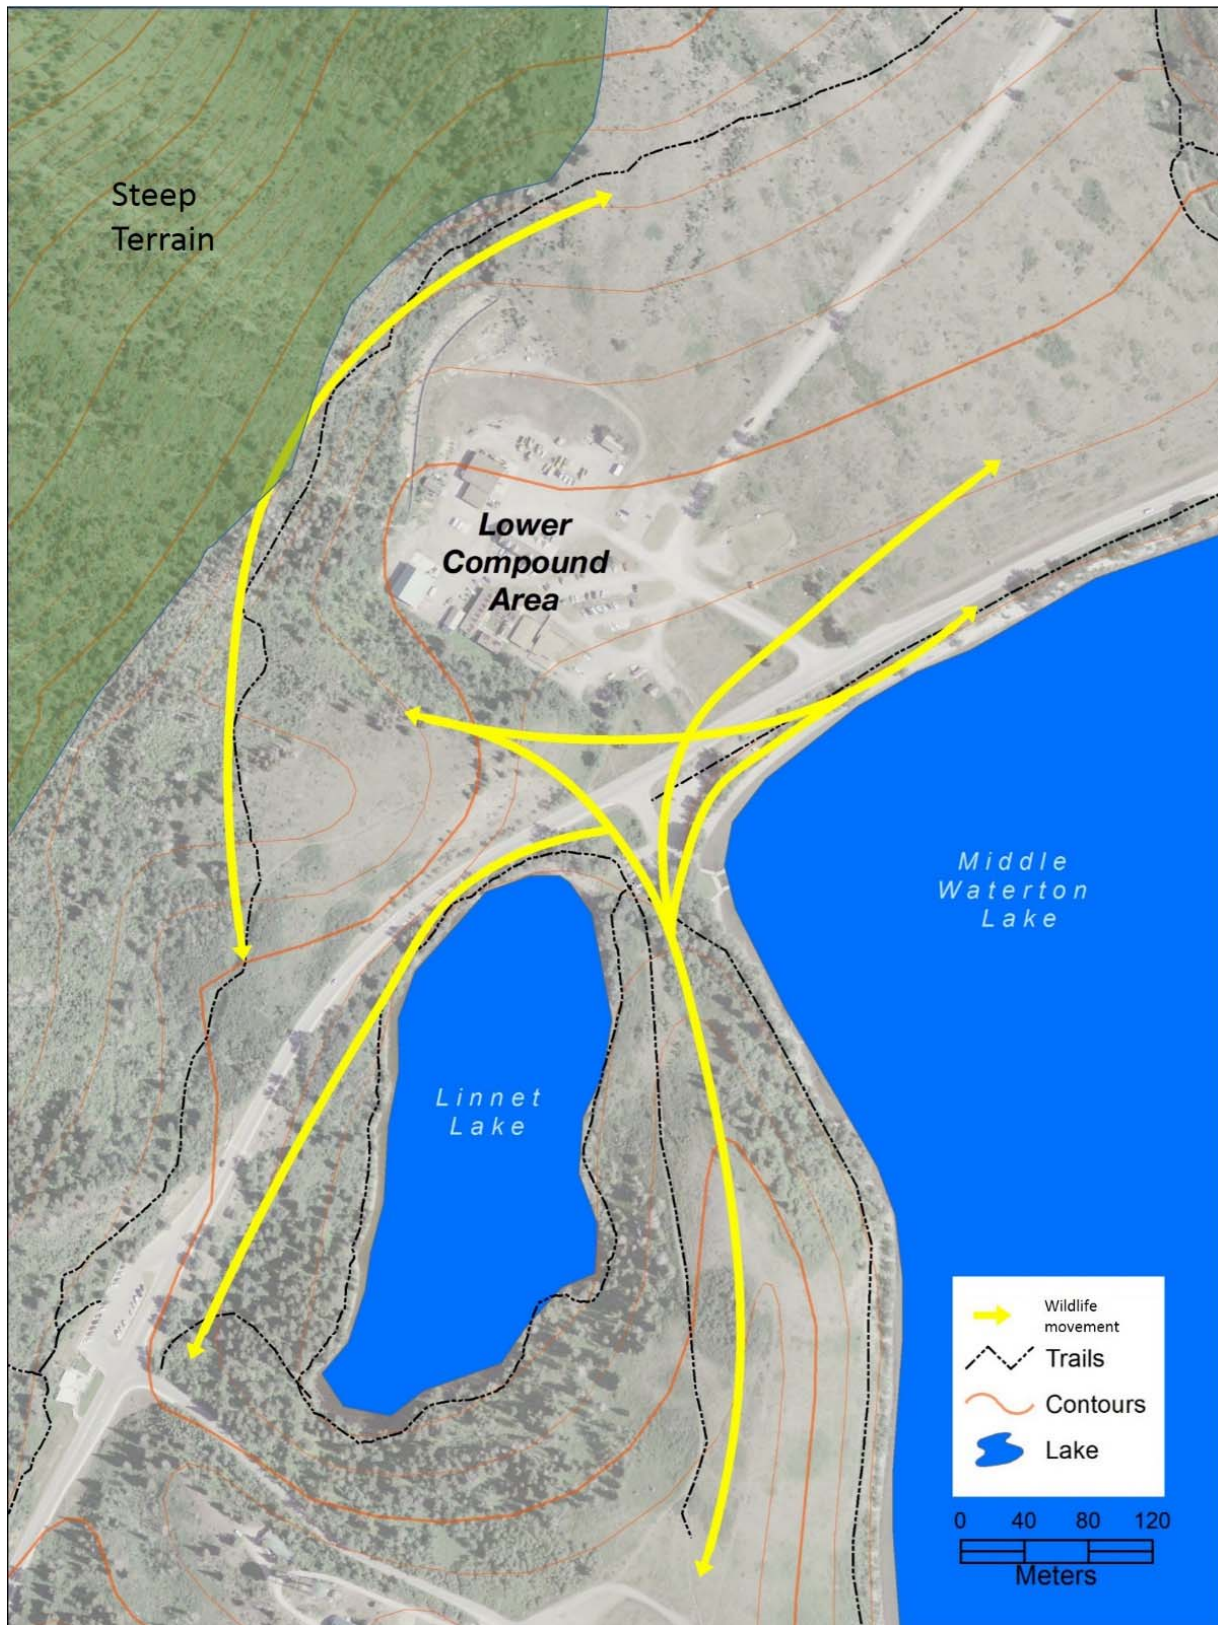 Steep
Terrain
Lower
Compound
Area
Middle
Waterton
Lake
Linnet
Lake
Wildlife
movement
Trails
Contours
Lake
0 40 80 120
Meters